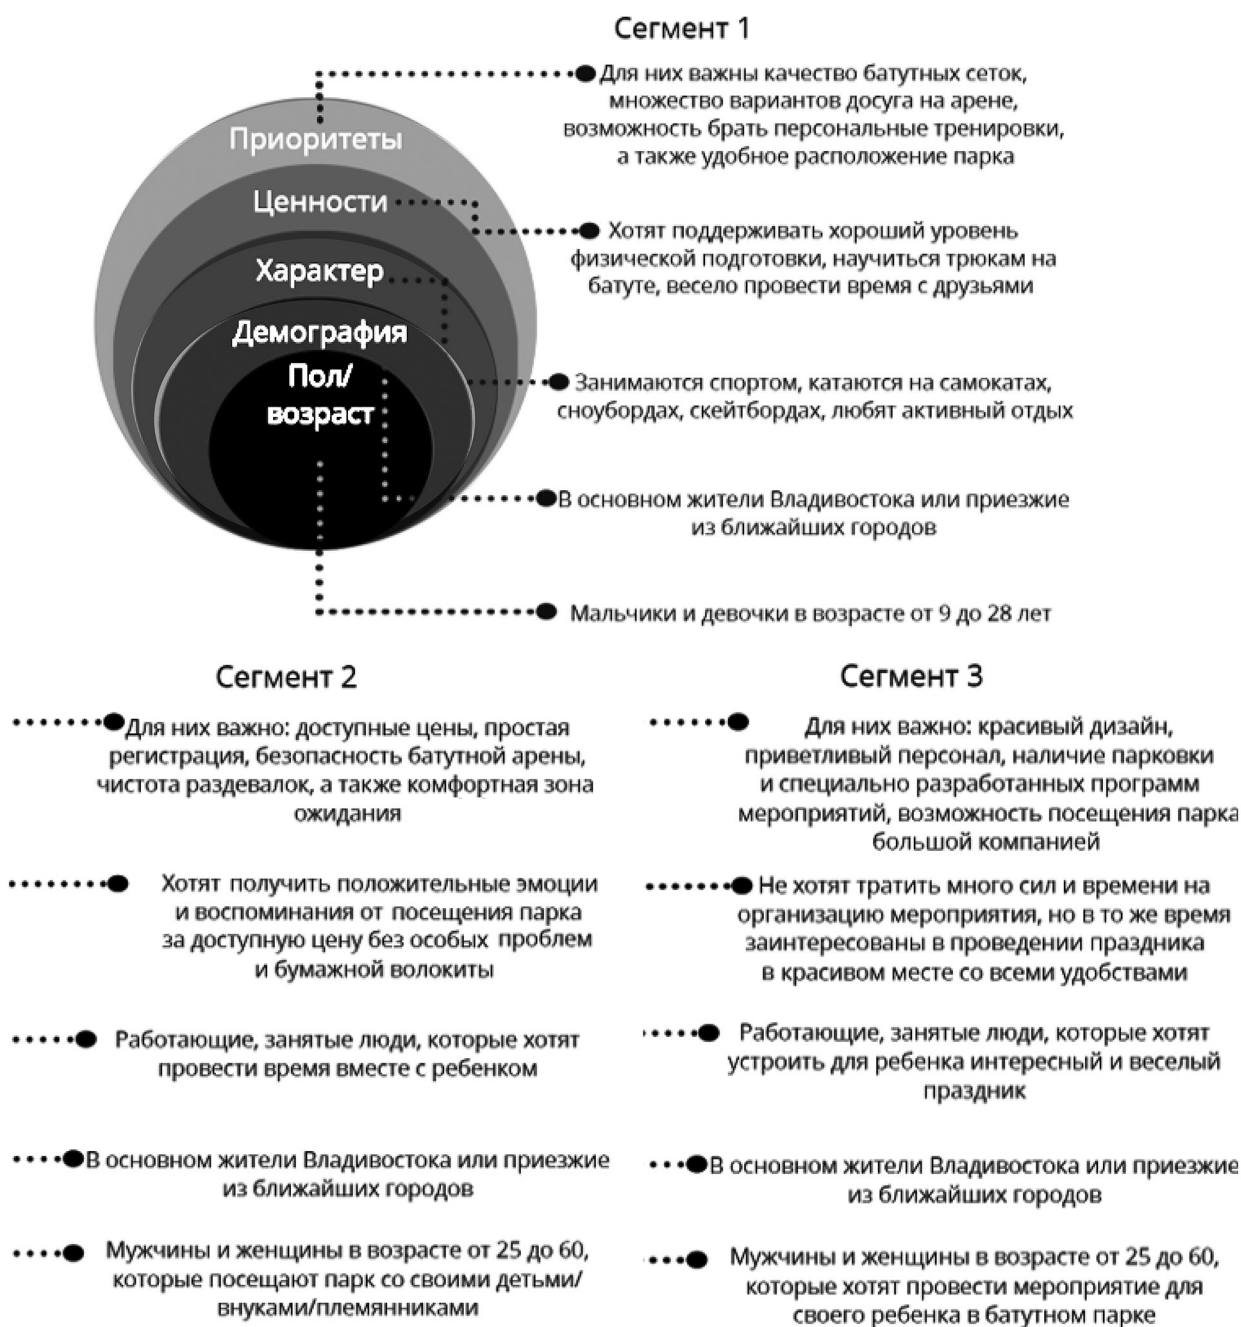 Сегмент 1
Приоритеты
Для них важны качество батутных сеток,
множество вариантов досуга на арене,
возможность брать персональные тренировки,
а также удобное расположение парка
Ценности
Хотят поддерживать хороший уровень
физической подготовки, научиться трюкам на
батуте, весело провести время с друзьями
Характер
Занимаются спортом, катаются на самокатах,
сноубордах, скейтбордах, любят активный отдых
Демография
В основном жители Владивостока или приезжие
из ближайших городов
Пол/
возраст
Мальчики и девочки в возрасте от 9 до 28 лет
Сегмент 2
Для них важно: доступные цены, простая
регистрация, безопасность батутной арены,
чистота раздевалок, а также комфортная зона
ожидания
Хотят получить положительные эмоции
и воспоминания от посещения парка
за доступную цену без особых проблем
и бумажной волокиты
Работающие, занятые люди, которые хотят
провести время вместе с ребенком
В основном жители Владивостока или приезжие
из ближайших городов
Мужчины и женщины в возрасте от 25 до 60,
которые посещают парк со своими детьми/
внуками/племянниками
Сегмент 3
Для них важно: красивый дизайн,
приветливый персонал, наличие парковки
и специально разработанных программ
мероприятий, возможность посещения парка
большой компанией
Не хотят тратить много сил и времени на
организацию мероприятия, но в то же время
заинтересованы в проведении праздника
в красивом месте со всеми удобствами
Работающие, занятые люди, которые хотят
устроить для ребенка интересный и веселый
праздник
В основном жители Владивостока или приезжие
из ближайших городов
Мужчины и женщины в возрасте от 25 до 60,
которые хотят провести мероприятие для
своего ребенка в батутном парке